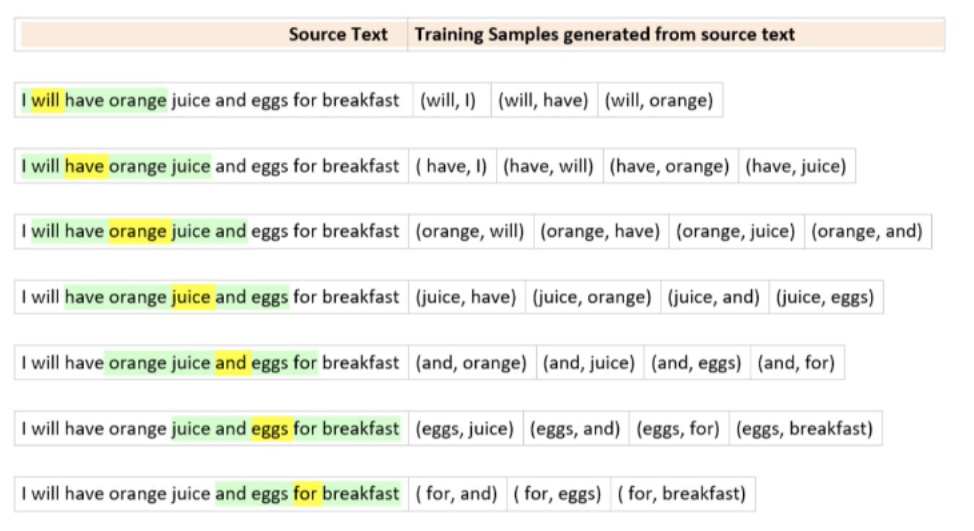 Source Text Training Samples generated from source text
I will have orange juice and eggs for breakfast (will, I) (will, have) (will, orange)
I will have orange juice and eggs for breakfast ( have, I) (have, will) (have, orange) (have, juice)
I will have orange juice and eggs for breakfast (orange, will) (orange, have) (orange, juice) (orange, and)
I will have orange juice and eggs for breakfast (juice, have) (juice, orange) (juice, and) (juice, eggs)
I will have orange juice and eggs for breakfast (and, orange) (and, juice) (and, eggs) (and, for)
I will have orange juice and eggs for breakfast (eggs, juice) (eggs, and) (eggs, for) (eggs, breakfast)
I will have orange juice and eggs for breakfast ( for, and) ( for, eggs) ( for, breakfast)